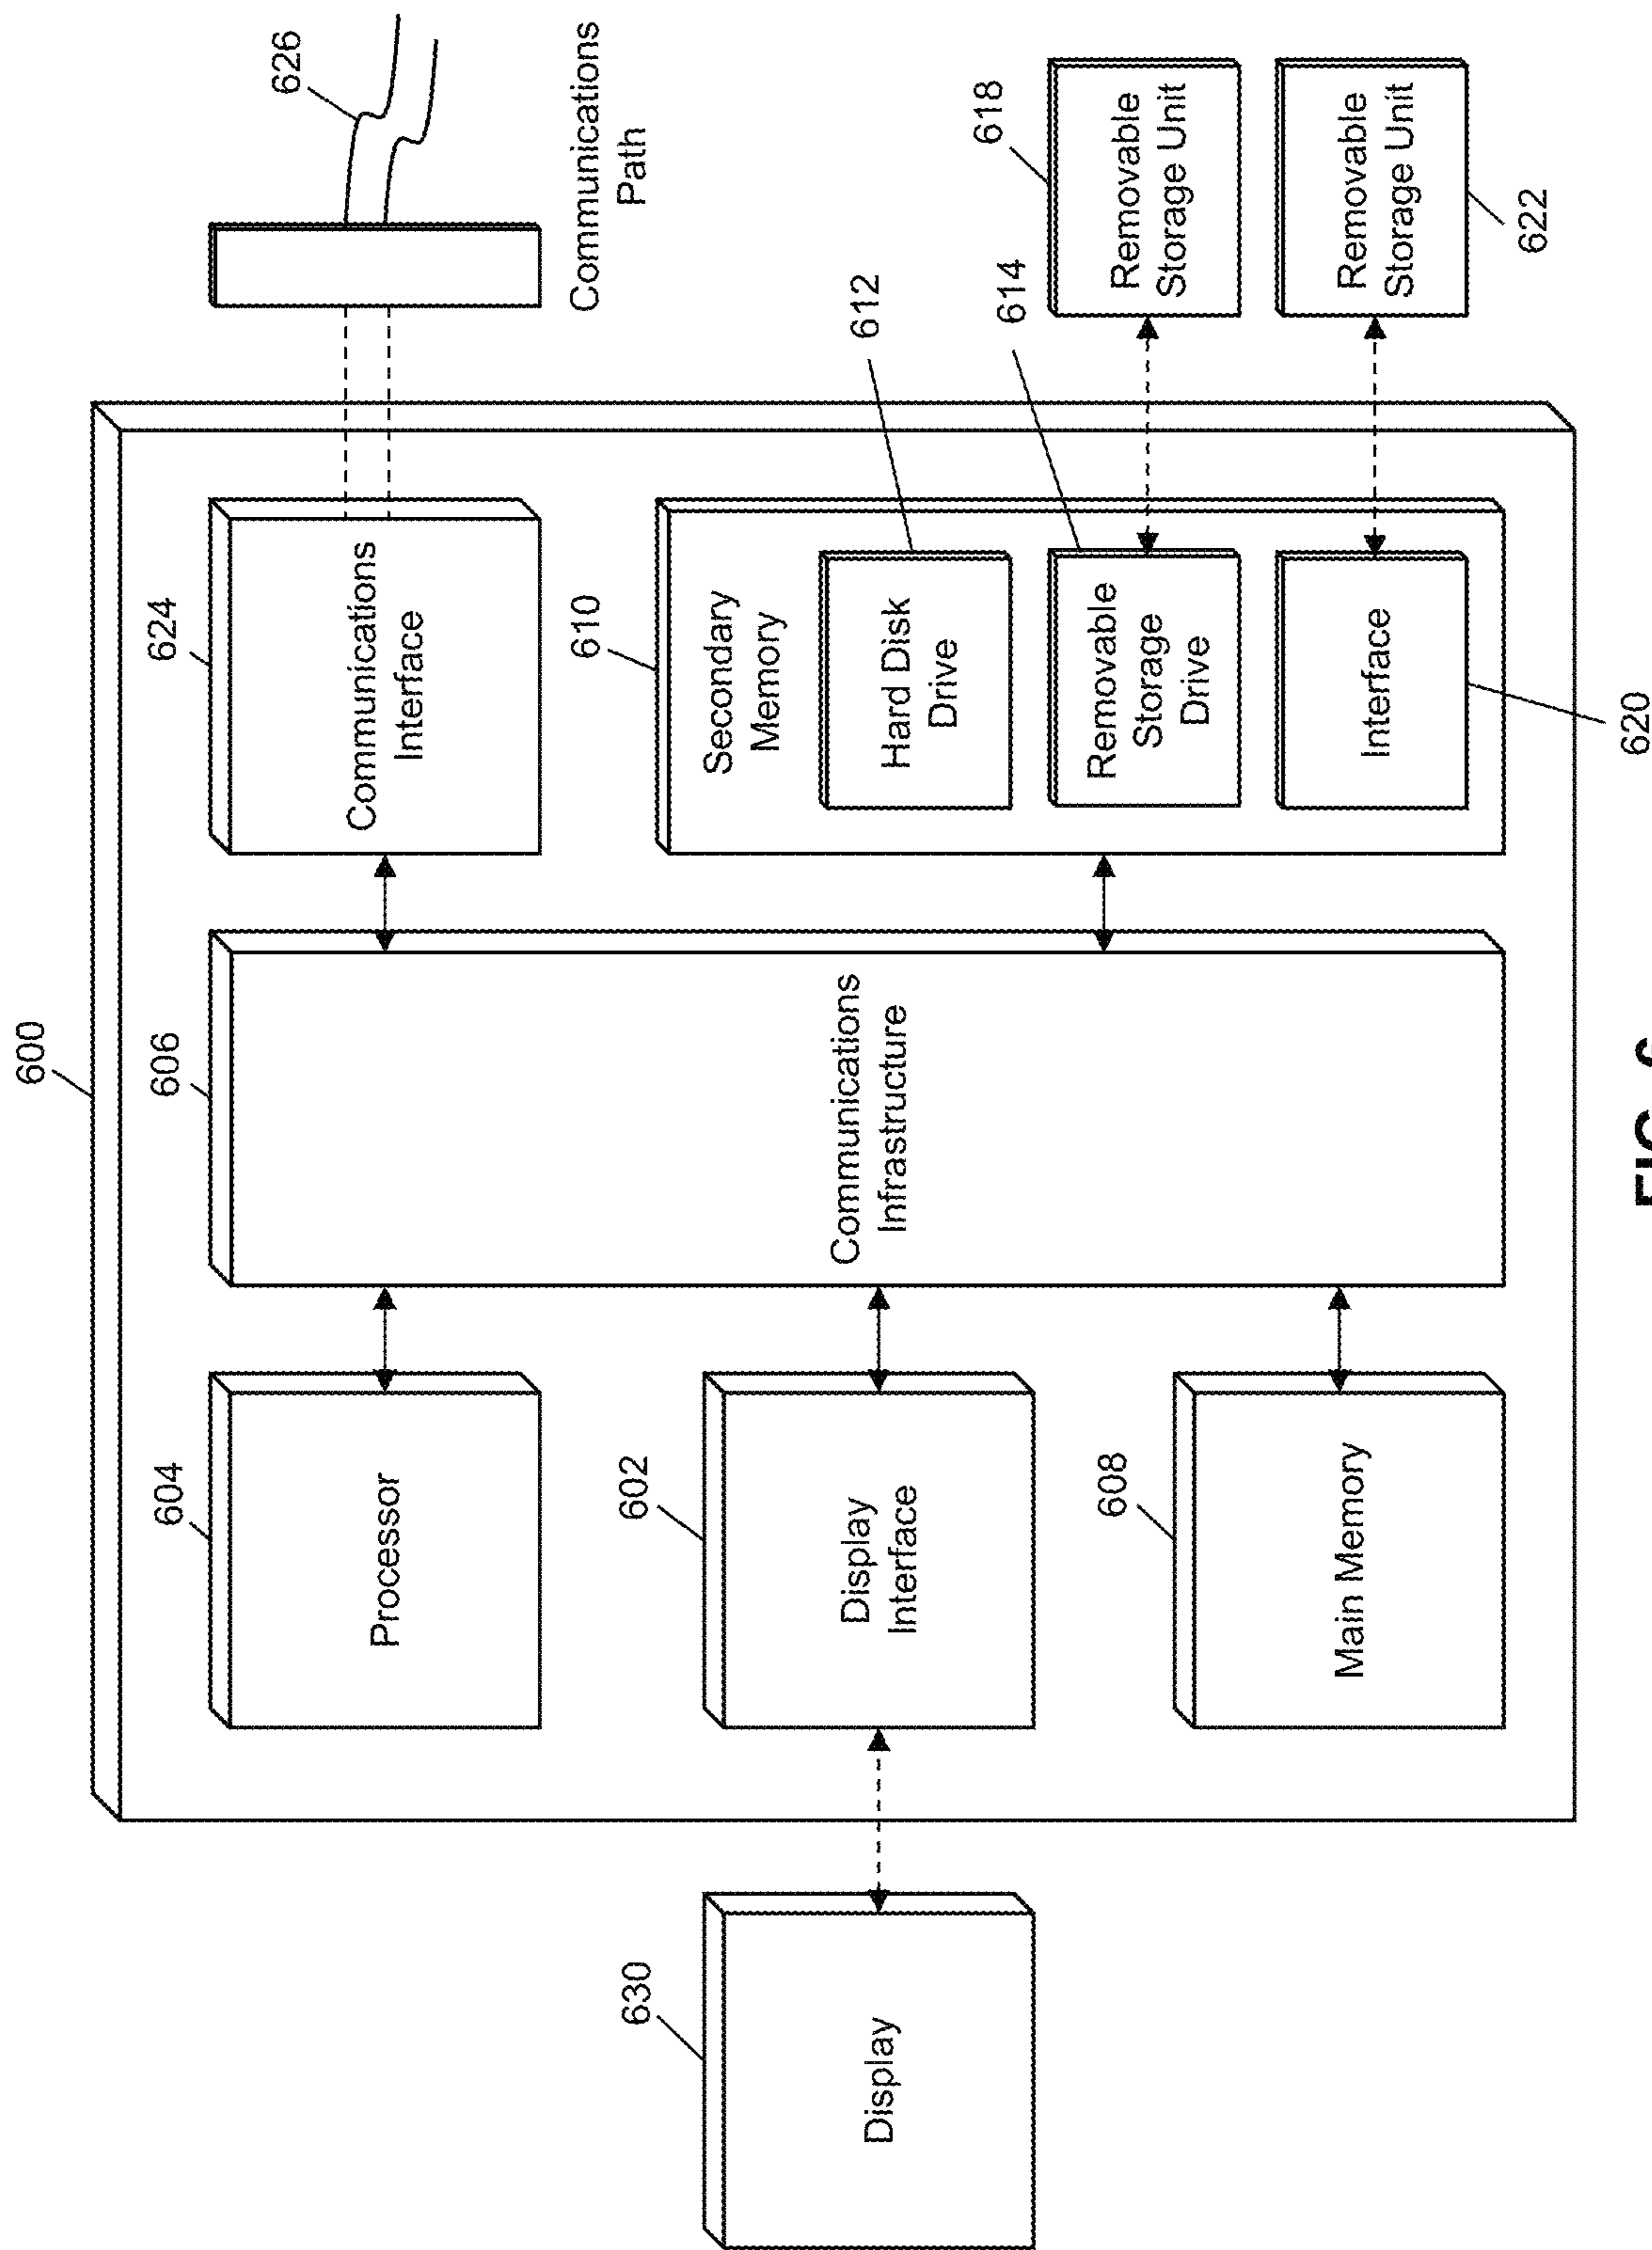 600
604
606
624
626
Processor
Communications
Interface
Communications
Path
630
602
610
Secondary
Memory
Display
Display
Interface
Communications
Infrastructure
612
Hard Disk
Drive
614
618
Removable
Storage
Drive
Removable
Storage Unit
608
Main Memory
Interface
Removable
Storage Unit
622
620
FIG. 6